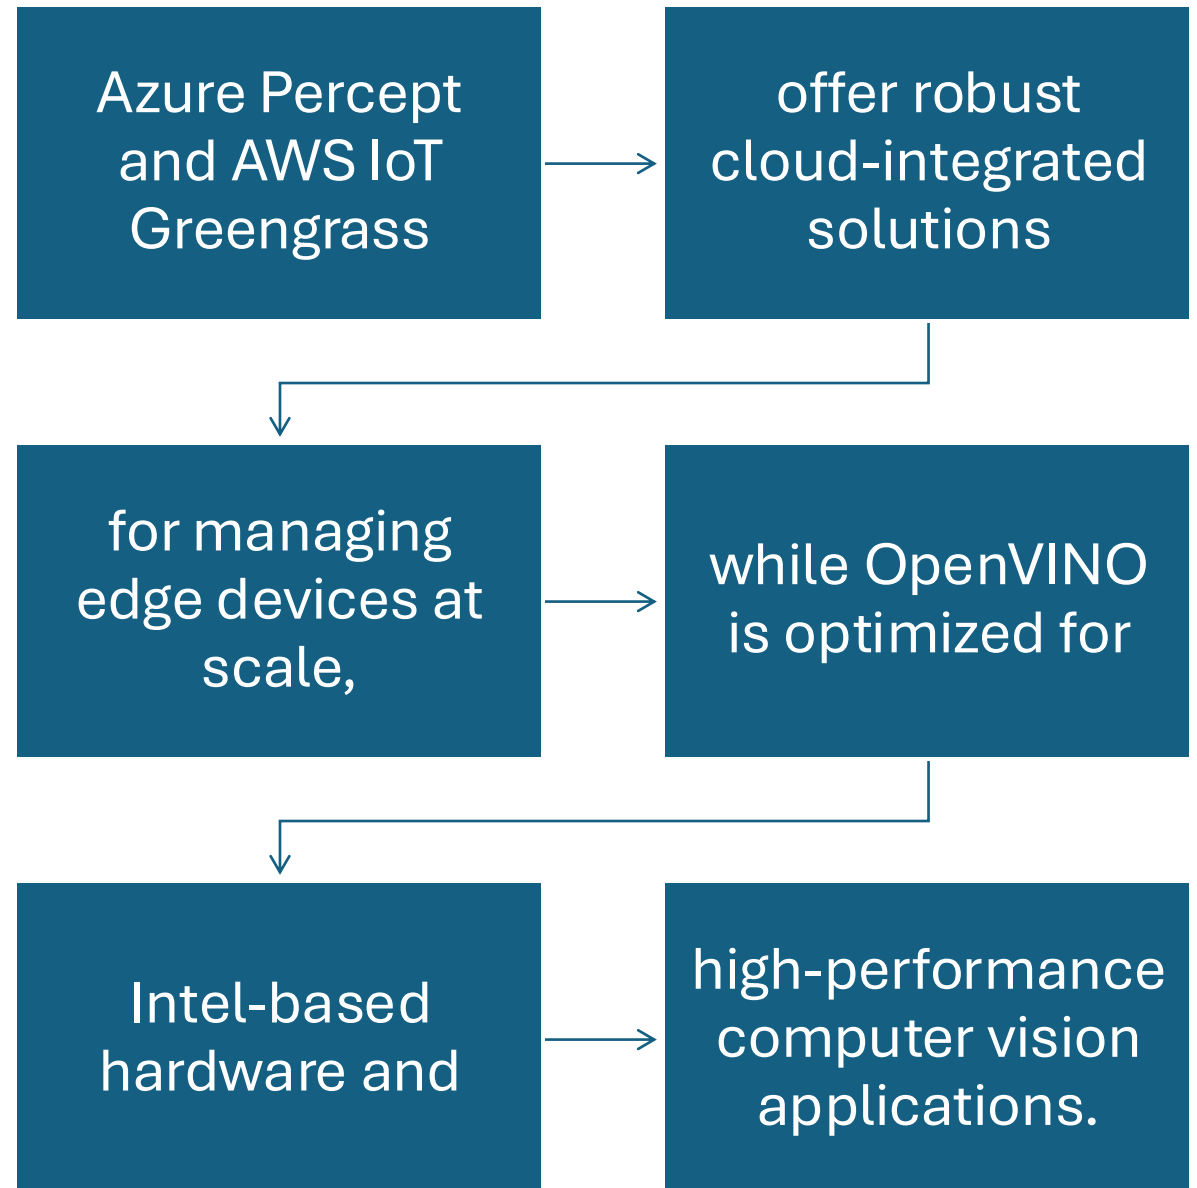 Azure Percept
and AWS IoT
Greengrass
offer robust
cloud-integrated
solutions
for managing
edge devices at
scale,
while OpenVINO
is optimized for
Intel-based
hardware and
high-performance
computer vision
applications.